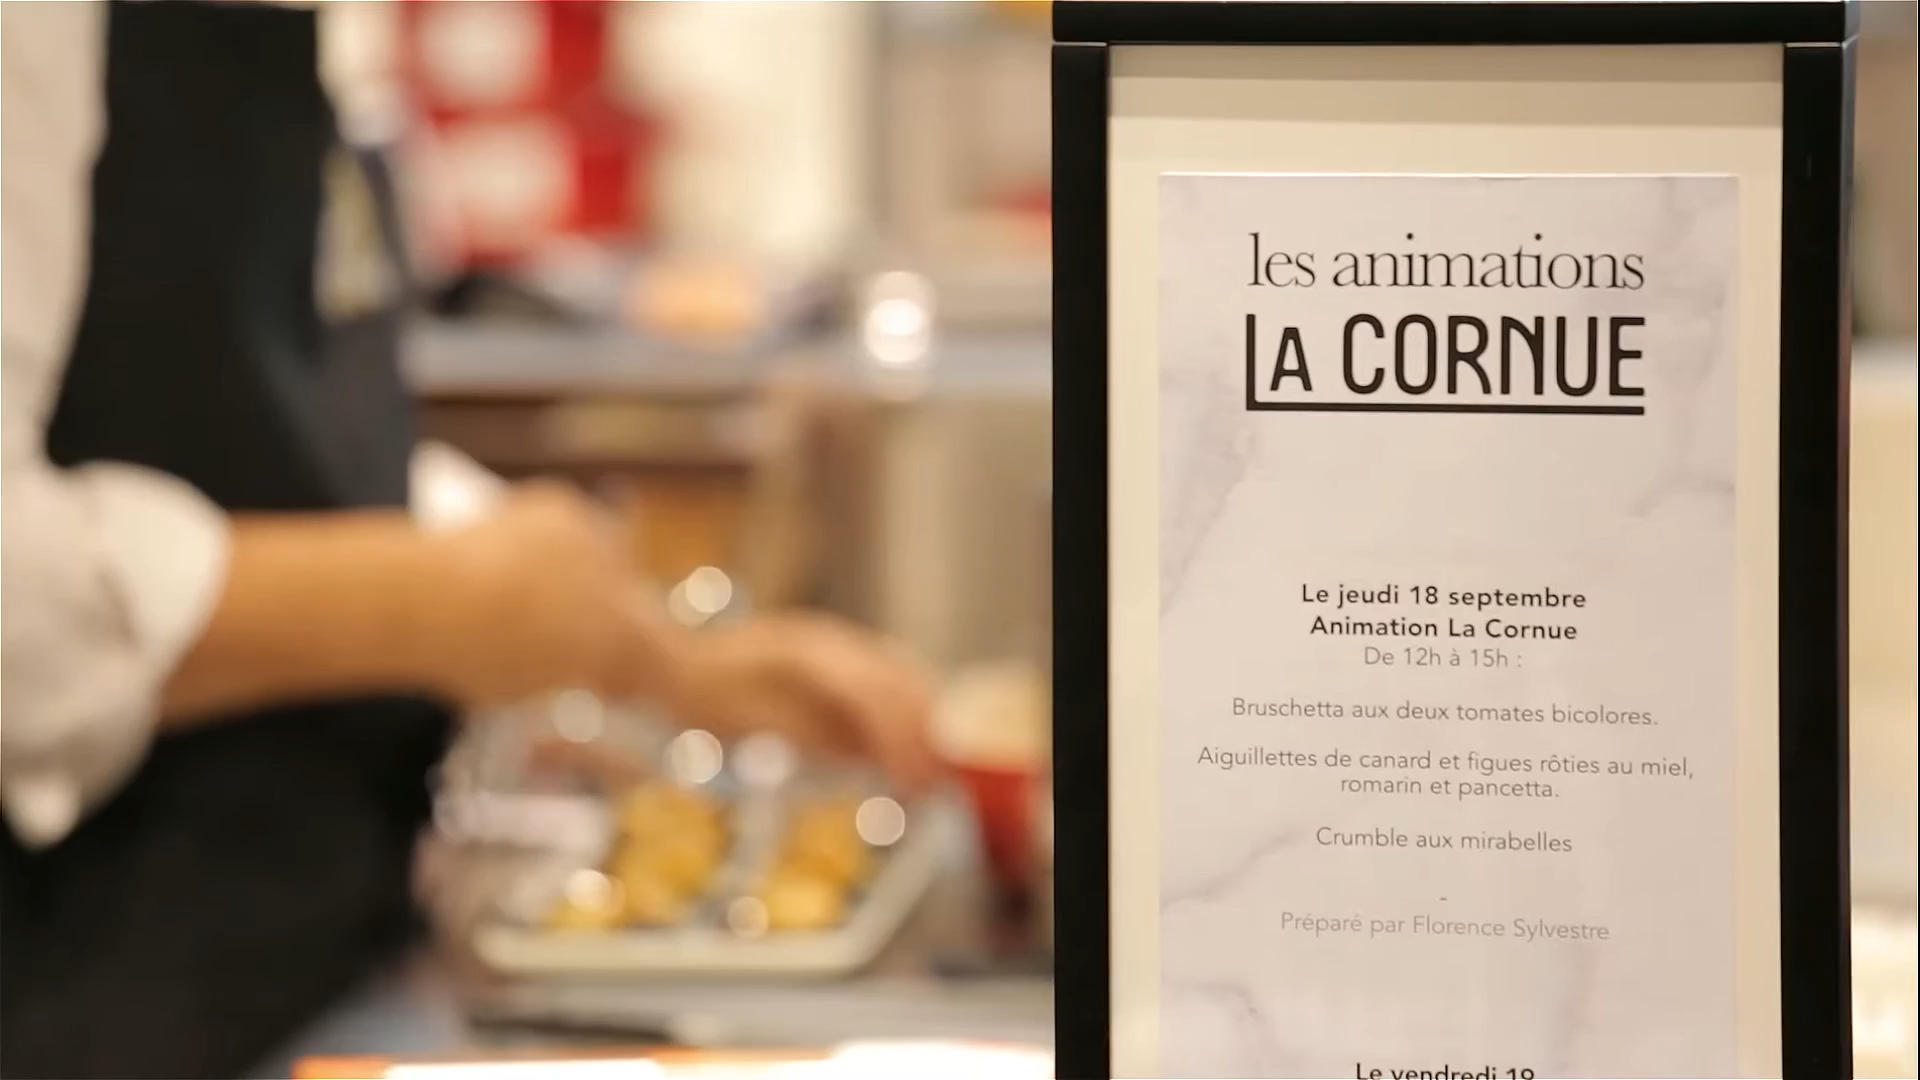 les animations
LA CORNUE
Le jeudi 18 septembre
Animation La Cornue
De 12h à 15h :
Bruschetta aux deux tomates bicolores.
Aiguillettes de canard et figues rôties au miel,
romarin et pancetta.
Crumble aux mirabelles
-
Préparé par Florence Sylvestre
Le vendredi 19